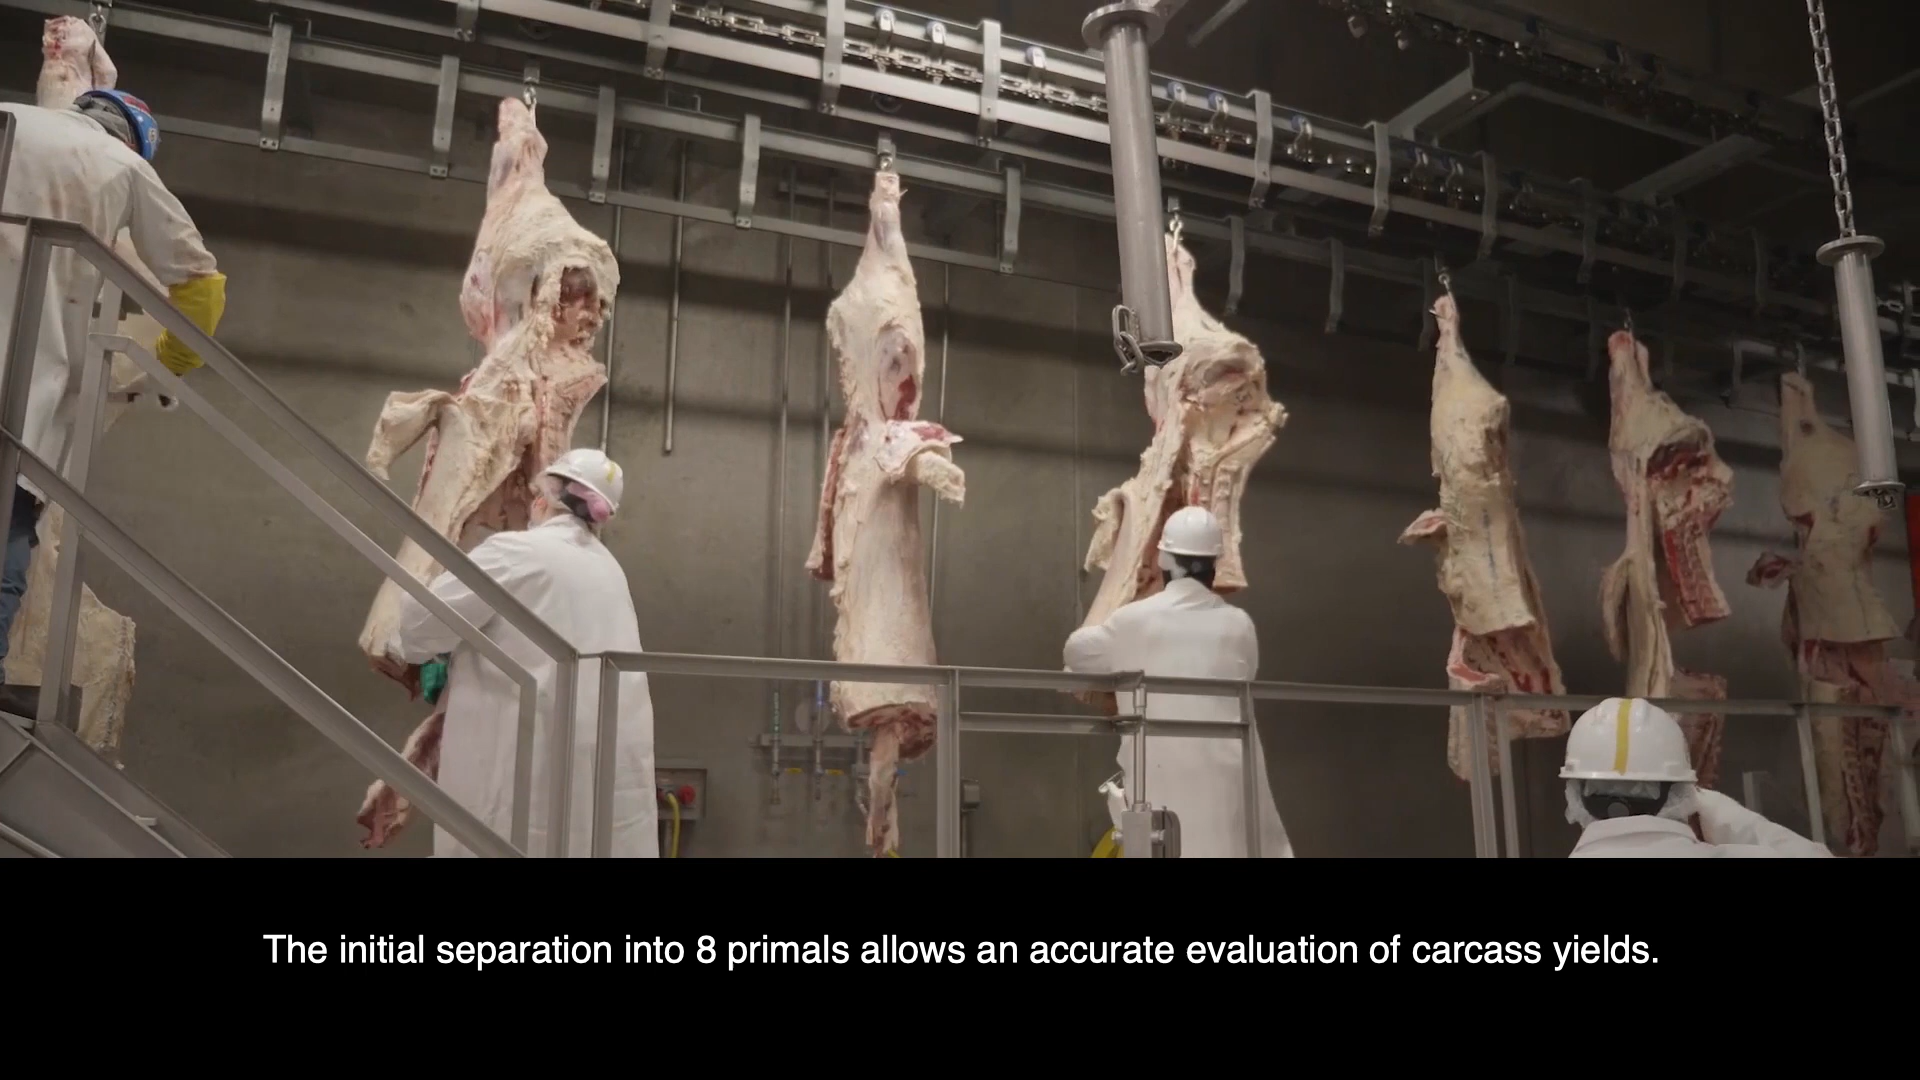 The initial separation into 8 primals allows an accurate evaluation of carcass yields.